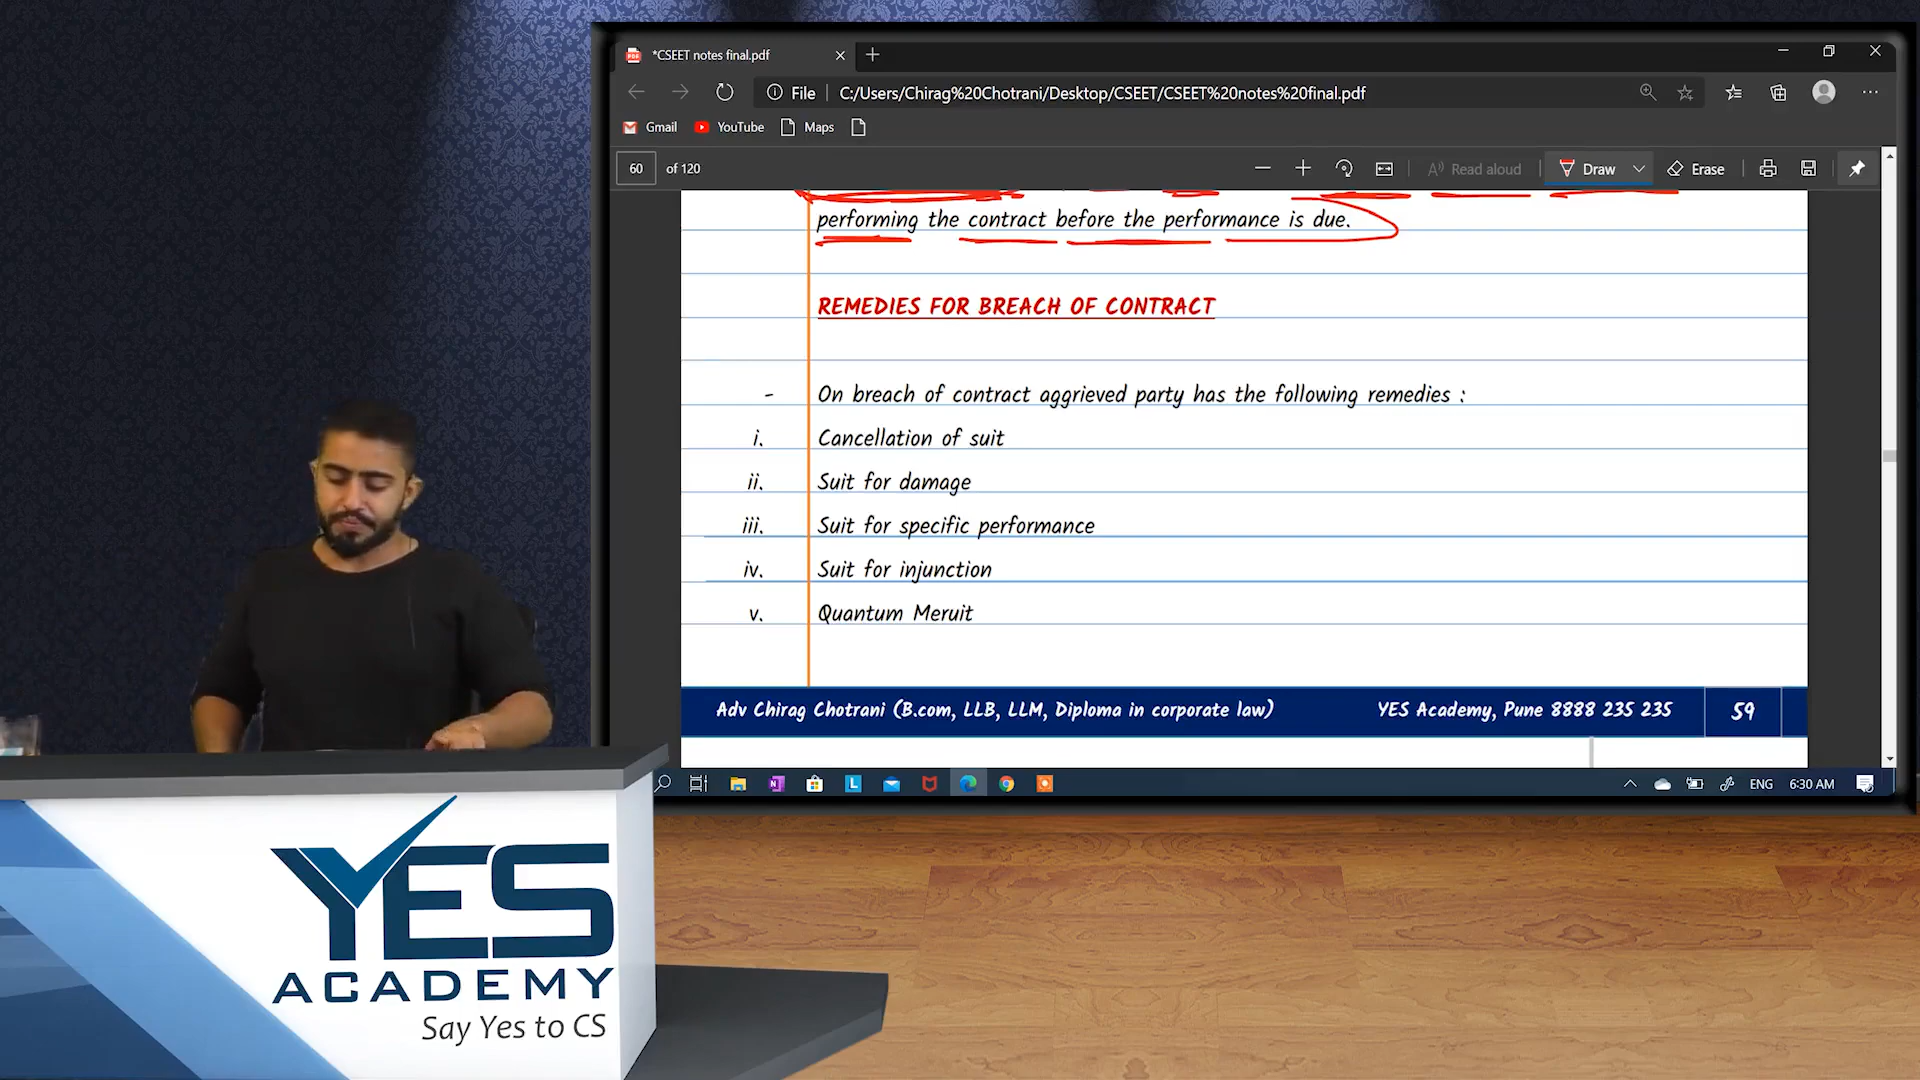 *CSEET notes final.pdf
File
C:/Users/Chirag%20Chotrani/Desktop/CSEET/CSEET%20notes%20final.pdf
Gmail YouTube Maps
60 of 120
Read aloud Draw Erase
performing the contract before the performance is due.
REMEDIES FOR BREACH OF CONTRACT
- On breach of contract aggrieved party has the following remedies :
i. Cancellation of suit
ii. Suit for damage
iii. Suit for specific performance
iv. Suit for injunction
v. Quantum Meruit
Adv Chirag Chotrani (B.com, LLB, LLM, Diploma in corporate law) YES Academy, Pune 8888 235 235 59
ENG 6:30 AM
YES
ACADEMY
Say Yes to CS